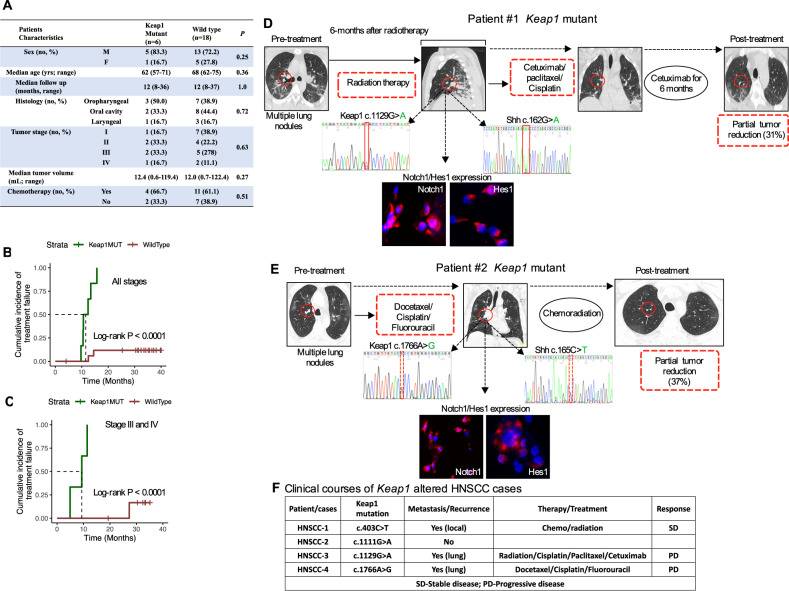 A
Patients Characteristics Keap1 Mutant (n=6) Wild type (n=18) P
Sex (no, %) M 5 (83.3) 13 (72.2) 0.25
F 1 (16.7) 5 (27.8)
Median age (yrs; range) 62 (57-71) 68 (62-75) 0.36
Median follow up (months, range) 12 (8-36) 12 (8-37) 1.0
Histology (no, %) Oropharyngeal 3 (50.0) 7 (38.9) 0.72
Oral cavity 2 (33.3) 8 (44.4)
Laryngeal 1 (16.7) 3 (16.7)
Tumor stage (no, %) I 1 (16.7) 7 (38.9) 0.63
II 2 (33.3) 4 (22.2)
III 2 (33.3) 5 (278)
IV 1 (16.7) 2 (11.1)
Median tumor volume (mL; range) 12.4 (0.6-119.4) 12.0 (0.7-122.4) 0.27
Chemotherapy (no, %) Yes 4 (66.7) 11 (61.1) 0.51
No 2 (33.3) 7 (38.9)
B
Strata Keap1MUT WildType
Cumulative incidence of treatment failure
1.00
0.75
0.50
0.25
0.00
All stages
Log-rank P < 0.0001
0 10 20 30 40
Time (Months)
C
Strata Keap1MUT WildType
Cumulative incidence of treatment failure
1.00
0.75
0.50
0.25
0.00
Stage III and IV
Log-rank P < 0.0001
0 10 20 30 40
Time (Months)
D
Patient #1 Keap1 mutant
Pre-treatment
6-months after radiotherapy
Post-treatment
Radiation therapy
Cetuximab/
paclitaxel/
Cisplatin
Cetuximab for
6 months
Multiple lung
nodules
Keap1 c.1129G>A
Shh c.162G>A
Partial tumor
reduction (31%)
Notch1/Hes1 expression
Notch1
Hes1
E
Patient #2 Keap1 mutant
Pre-treatment
Post-treatment
Docetaxel/
Cisplatin/
Fluorouracil
Chemoradiation
Multiple lung
nodules
Keap1 c.1766A>G
Shh c.165C>T
Partial tumor
reduction
(37%)
Notch1/Hes1 expression
Notch1
Hes1
F Clinical courses of Keap1 altered HNSCC cases
Patient/cases Keap1 mutation Metastasis/Recurrence Therapy/Treatment Response
HNSCC-1 c.403C>T Yes (local) Chemo/radiation SD
HNSCC-2 c.1111G>A No
HNSCC-3 c.1129G>A Yes (lung) Radiation/Cisplatin/Paclitaxel/Cetuximab PD
HNSCC-4 c.1766A>G Yes (lung) Docetaxel/Cisplatin/Fluorouracil PD
SD-Stable disease; PD-Progressive disease